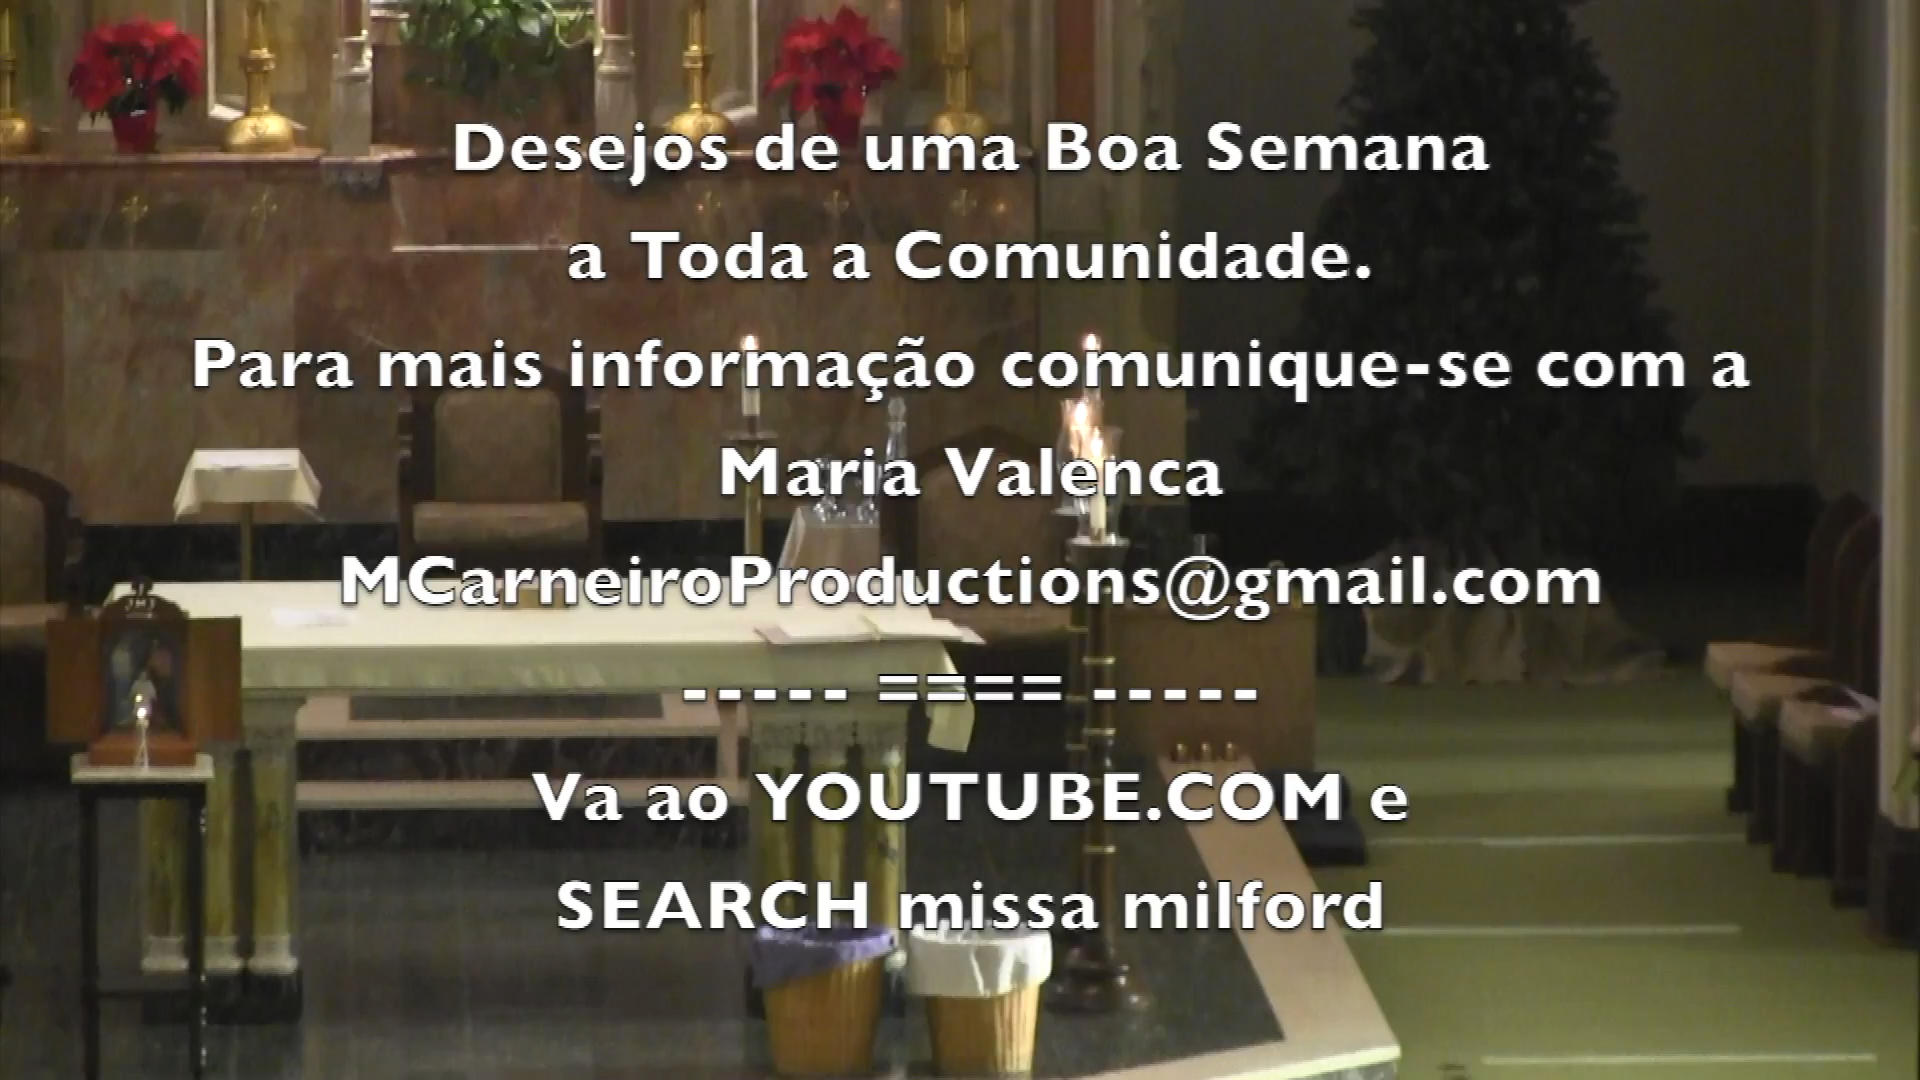 Desejos de uma Boa Semana
a Toda a Comunidade.
Para mais informação comunique-se com a
Maria Valenca
MCarneiroProductions@gmail.com
----- ==== -----
Va ao YOUTUBE.COM e
SEARCH missa milford
JMJ